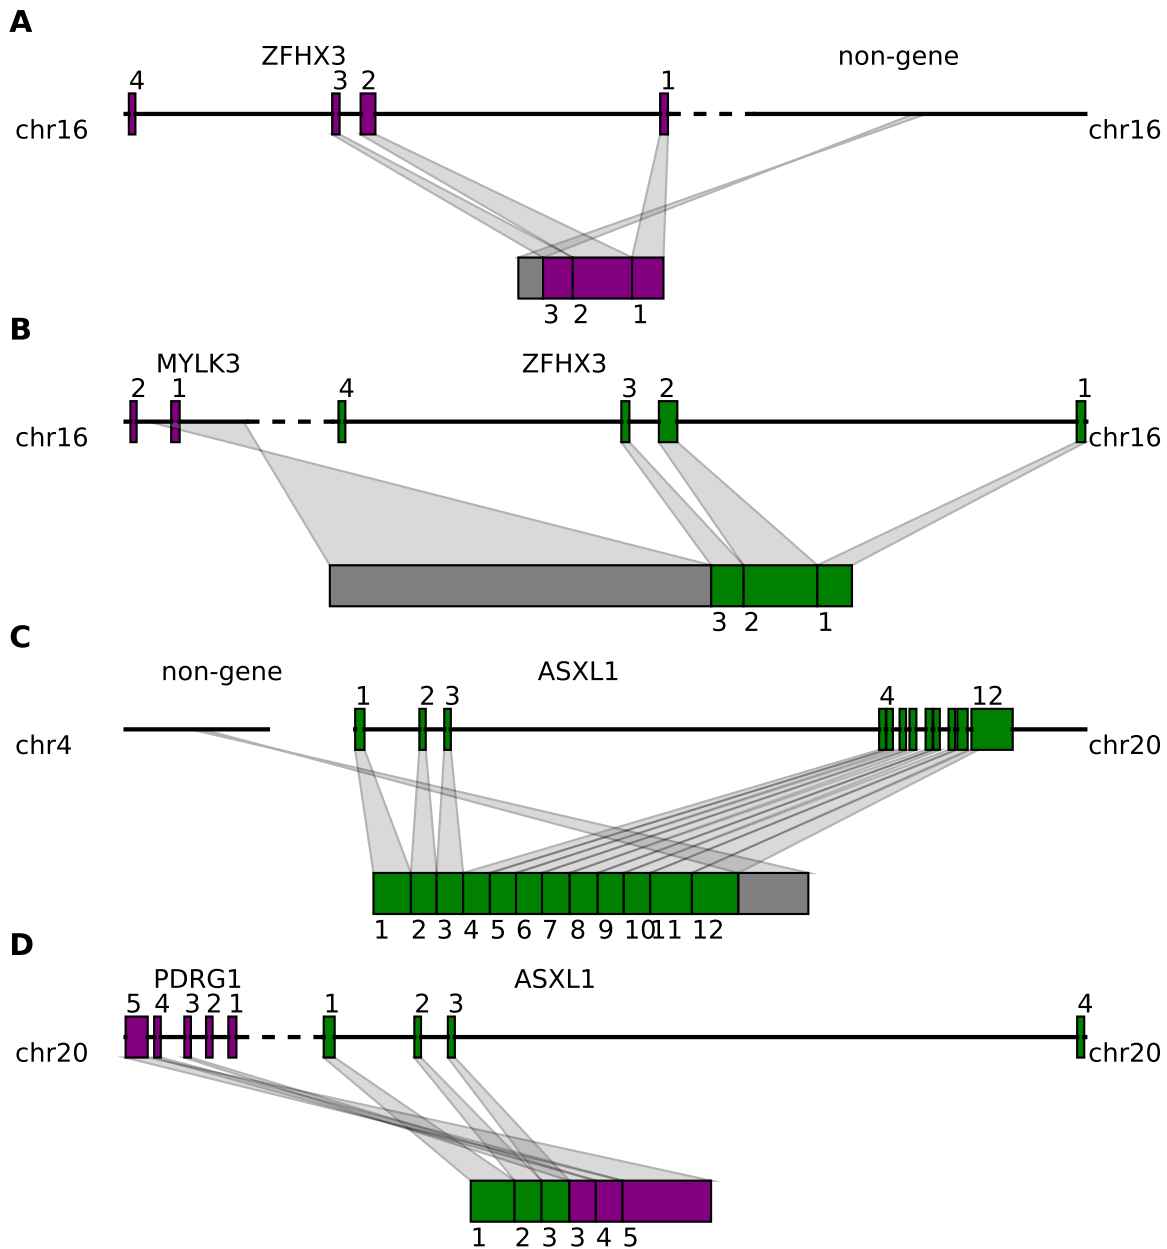 A
ZFHX3 non-gene
4 3 2 1
chr16 chr16
3 2 1
B
MYLK3 ZFHX3
2 1 4 3 2 1
chr16 chr16
3 2 1
C
non-gene ASXL1
1 2 3 4 12
chr4 chr20
1 2 3 4 5 6 7 8 9 10 11 12
D
PDRG1 ASXL1
5 4 3 2 1 1 2 3 4
chr20 chr20
1 2 3 3 4 5